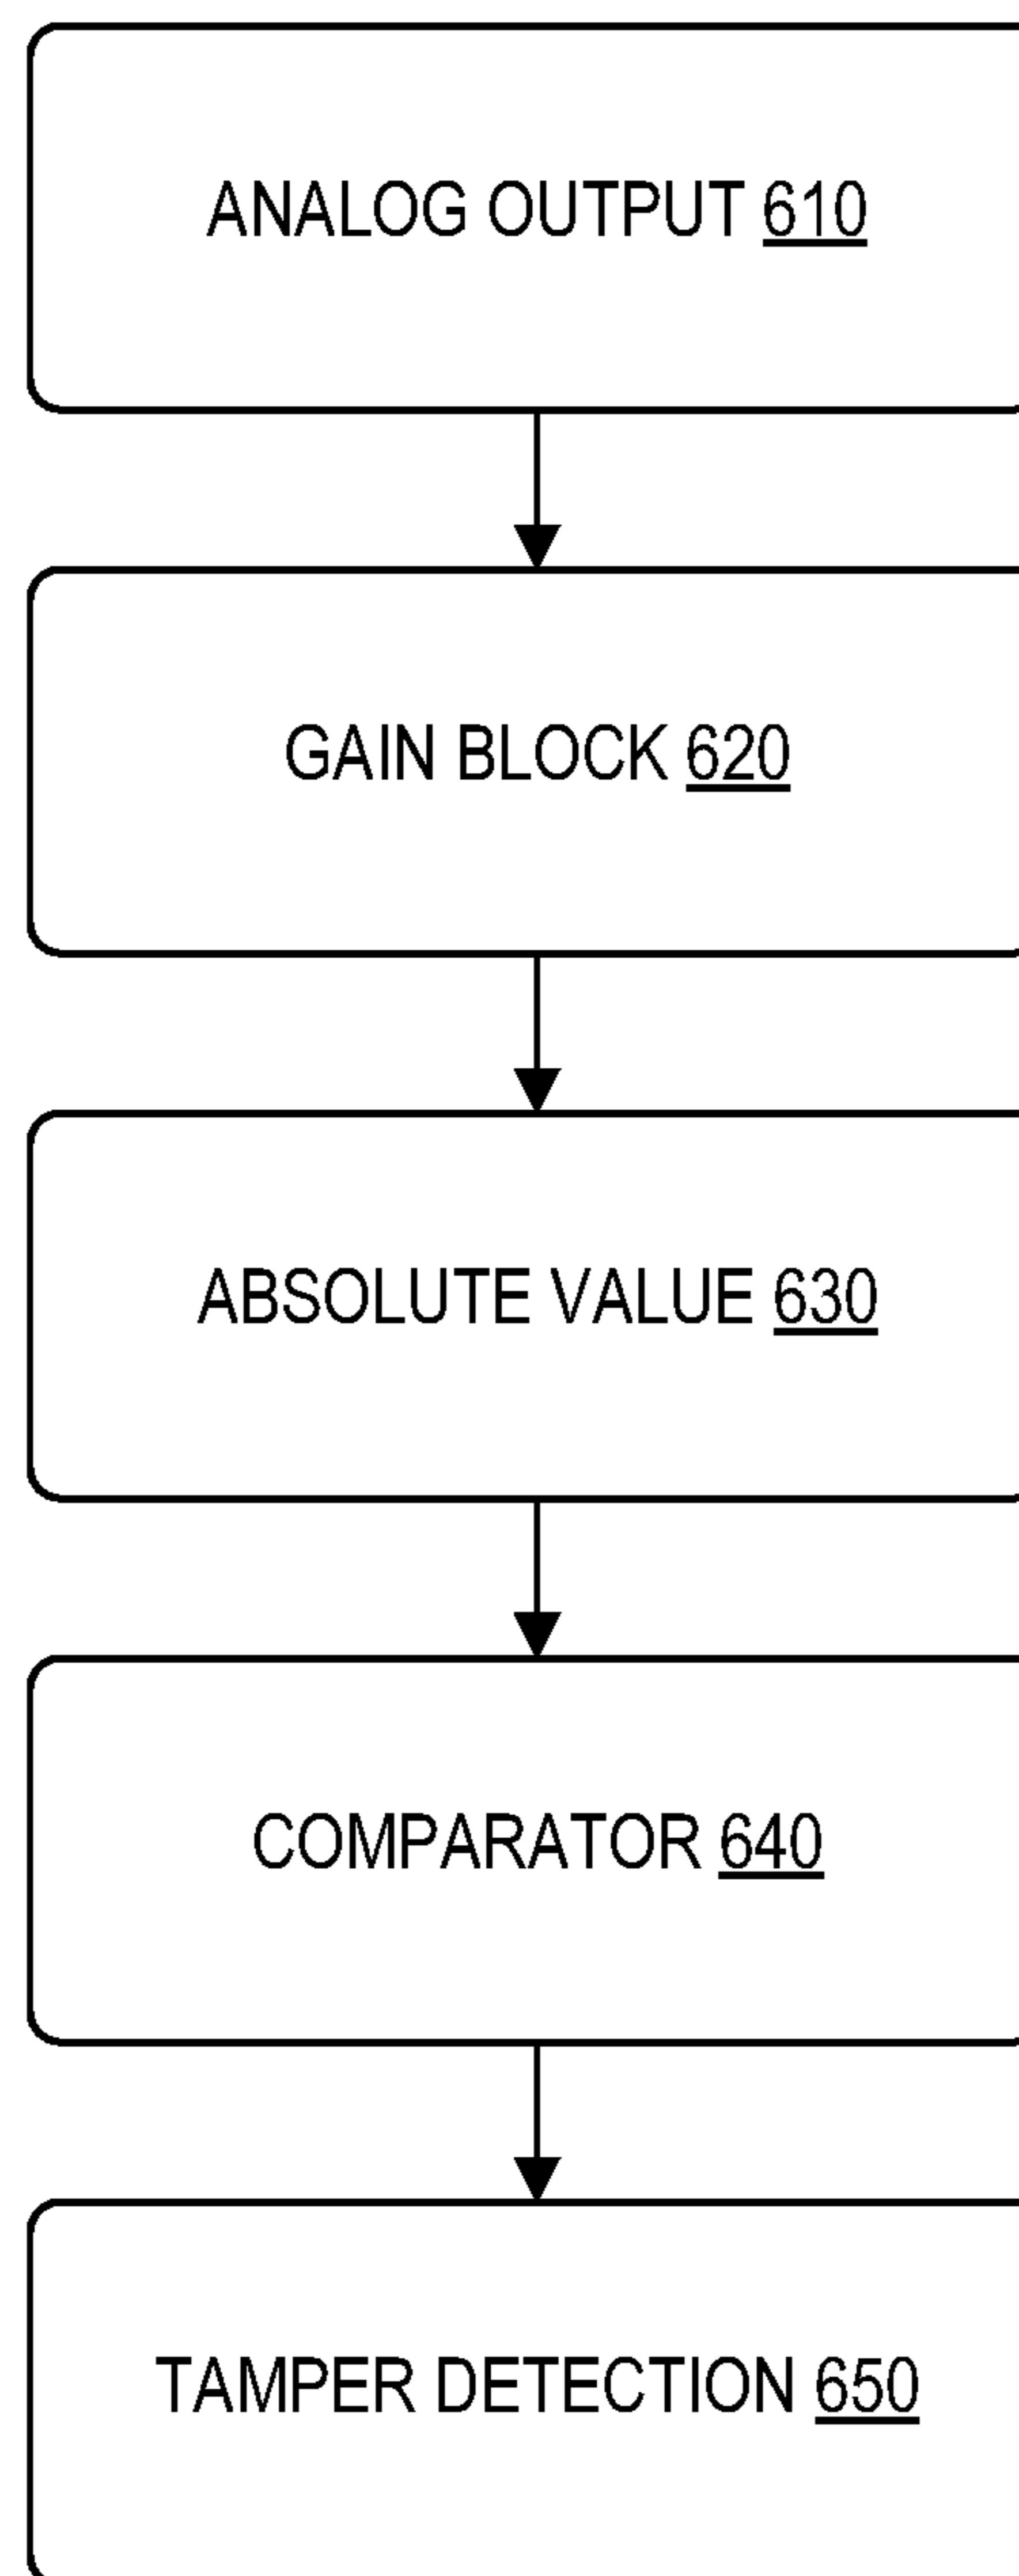 ANALOG OUTPUT 610
GAIN BLOCK 620
ABSOLUTE VALUE 630
COMPARATOR 640
TAMPER DETECTION 650